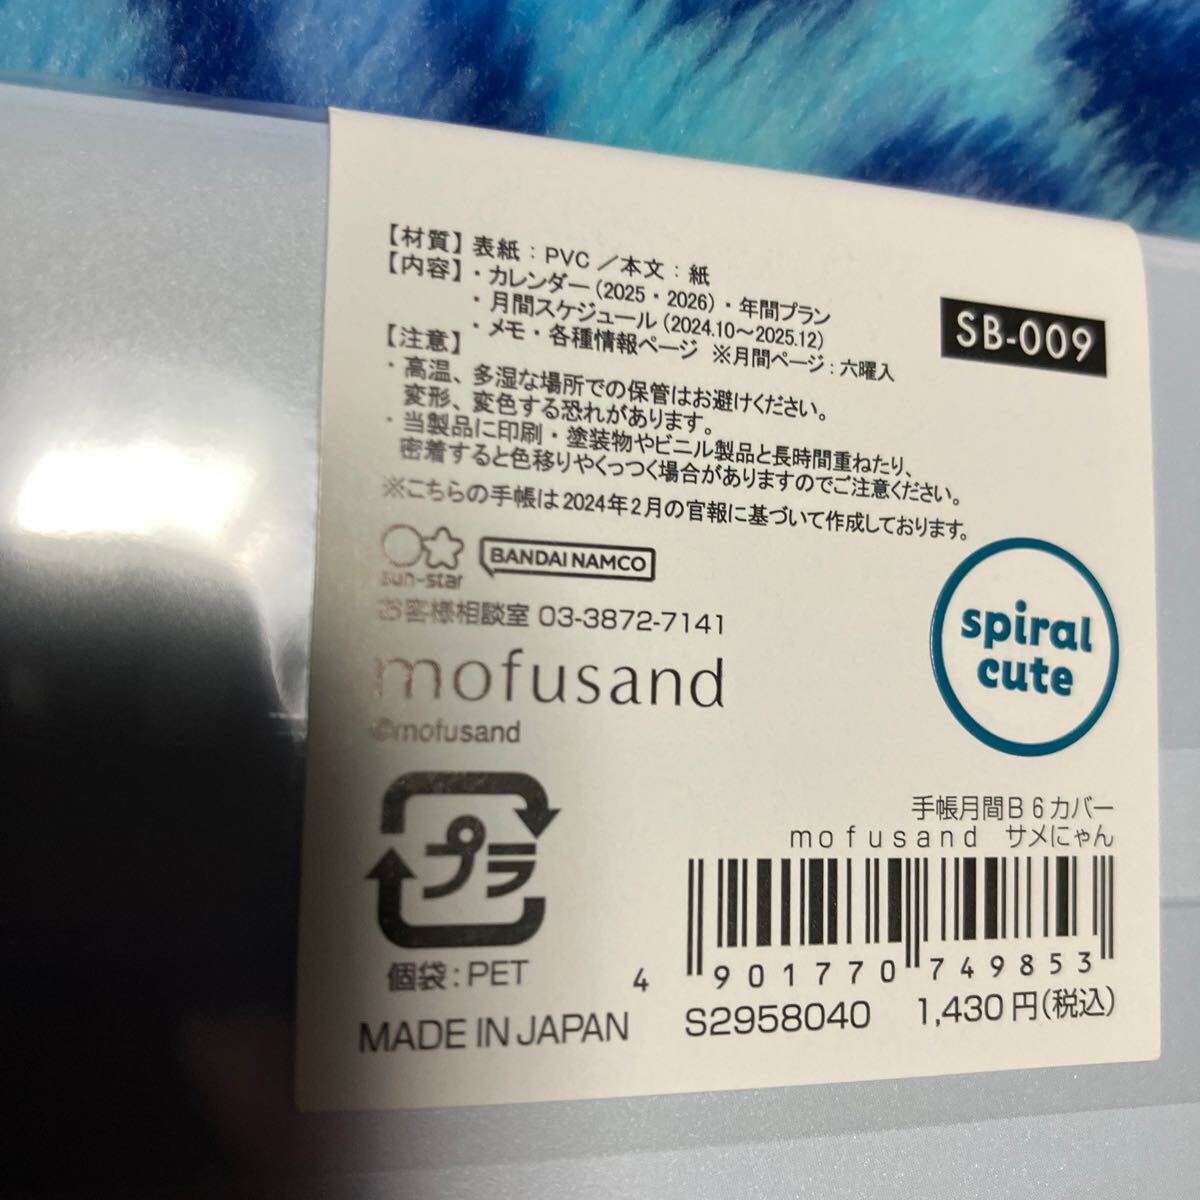 【材質】表紙：PVC／本文：紙
【内容】・カレンダー(2025・2026)・年間プラン
・月間スケジュール(2024.10～2025.12)
・メモ・各種情報ページ ※月間ページ：六曜入
【注意】
・高温、多湿な場所での保管はお避けください。
変形、変色する恐れがあります。
・当製品に印刷・塗装物やビニル製品と長時間重ねたり、
密着すると色移りやくっつく場合がありますのでご注意ください。
※こちらの手帳は2024年2月の官報に基づいて作成しております。
SB-009
sun-star BANDAI NAMCO
お客様相談室 03-3872-7141
mofusand
©mofusand
spiral
cute
プラ
個袋：PET
MADE IN JAPAN
手帳月間B6カバー
mofusand サメにゃん
4 901770 749853
S2958040 1,430円(税込)